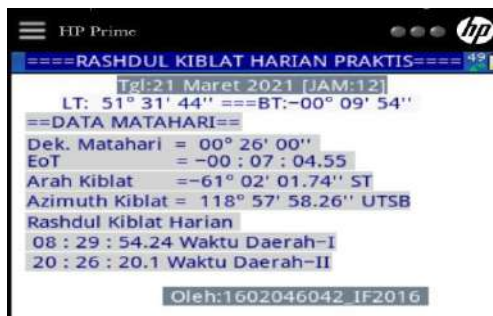 HP Prime
hp
====RASHDUL KIBLAT HARIAN PRAKTIS==== 49
Tgl:21 Maret 2021 [JAM:12]
LT: 51° 31' 44'' ===BT:-00° 09' 54''
==DATA MATAHARI==
Dek. Matahari = 00° 26' 00''
EoT = -00 : 07 : 04.55
Arah Kiblat =-61° 02' 01.74'' ST
Azimuth Kiblat = 118° 57' 58.26'' UTSB
Rashdul Kiblat Harian
08 : 29 : 54.24 Waktu Daerah-I
20 : 26 : 20.1 Waktu Daerah-II
Oleh:1602046042_IF2016